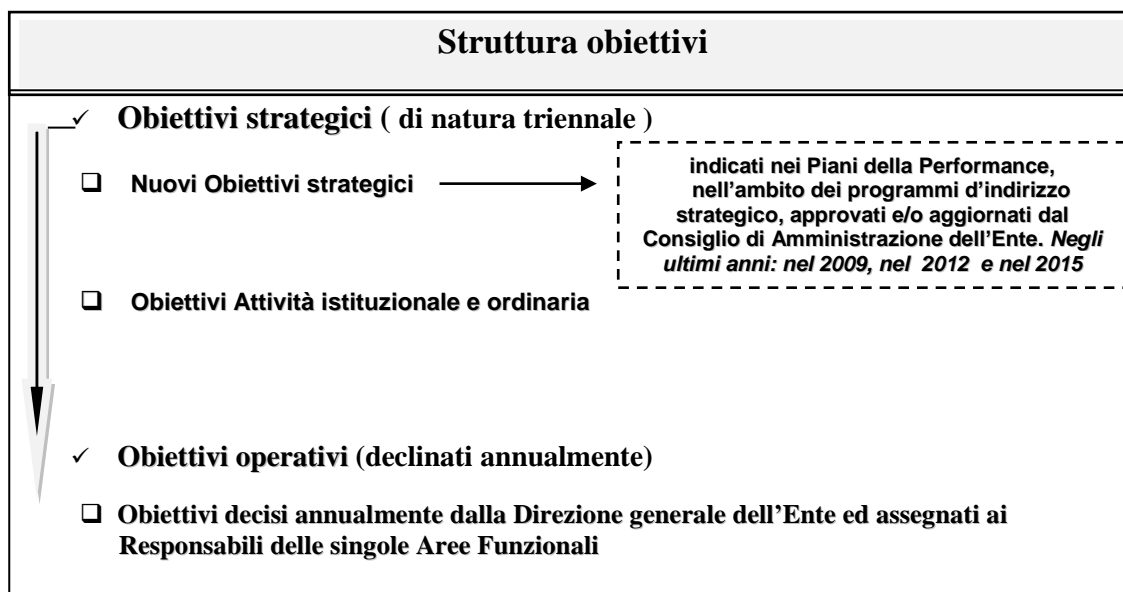 Struttura obiettivi
✓ Obiettivi strategici ( di natura triennale )
❑ Nuovi Obiettivi strategici
indicati nei Piani della Performance,
nell'ambito dei programmi d'indirizzo
strategico, approvati e/o aggiornati dal
Consiglio di Amministrazione dell'Ente. Negli
ultimi anni: nel 2009, nel 2012 e nel 2015
❑ Obiettivi Attività istituzionale e ordinaria
✓ Obiettivi operativi (declinati annualmente)
❑ Obiettivi decisi annualmente dalla Direzione generale dell'Ente ed assegnati ai
Responsabili delle singole Aree Funzionali